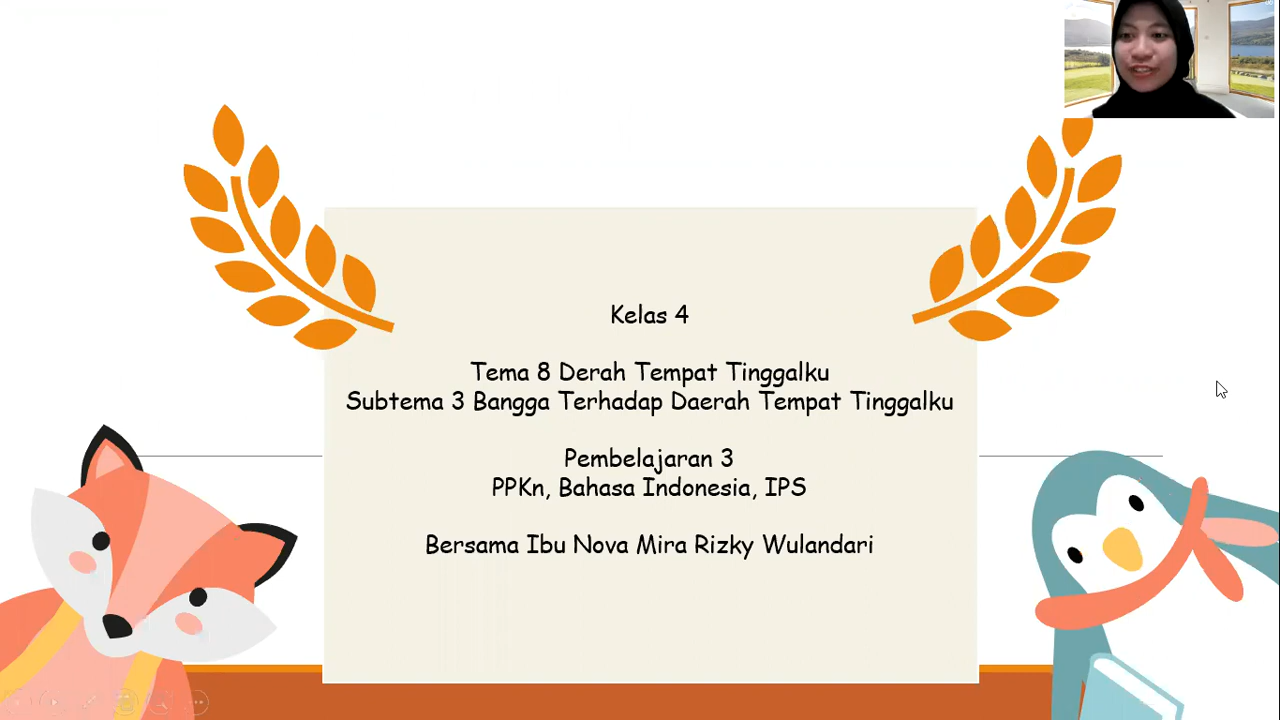 Kelas 4
Tema 8 Derah Tempat Tinggalku
Subtema 3 Bangga Terhadap Daerah Tempat Tinggalku
Pembelajaran 3
PPKn, Bahasa Indonesia, IPS
Bersama Ibu Nova Mira Rizky Wulandari